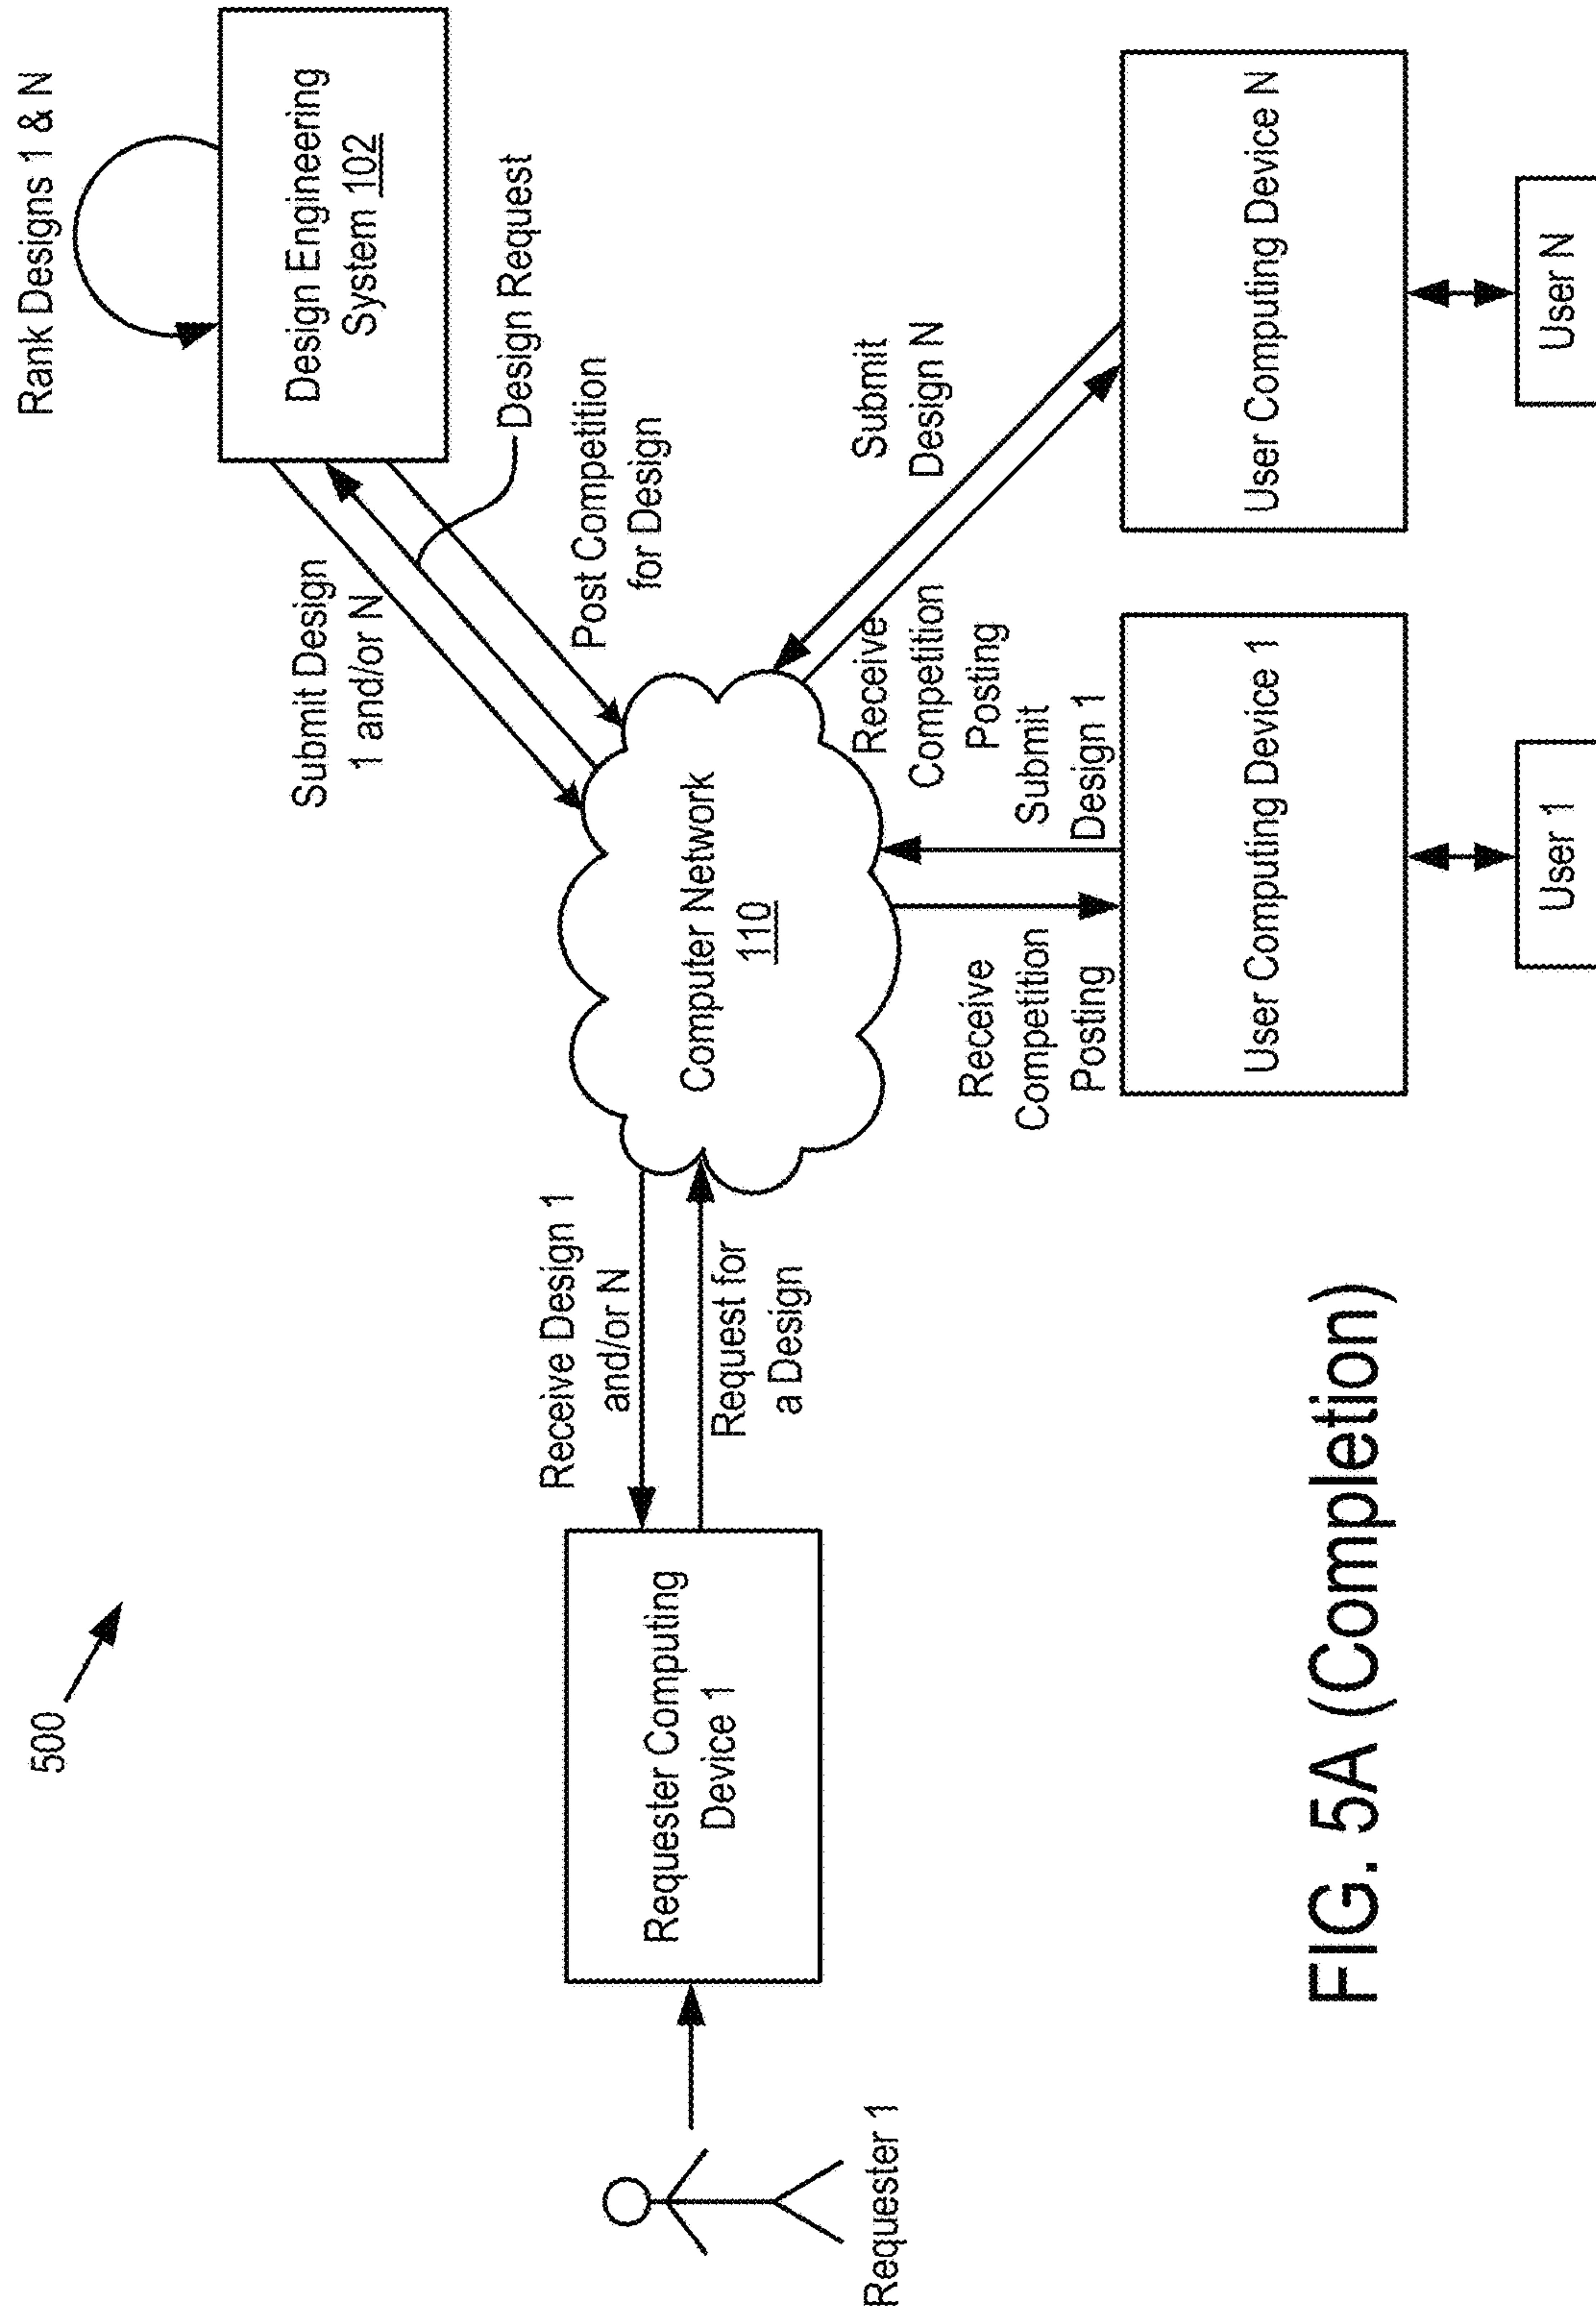 500
Requester 1
Requester Computing
Device 1
Receive Design 1
and/or N
Request for
a Design
Computer Network
110
Submit Design
1 and/or N
Rank Designs 1 & N
Design Engineering
System 102
Design Request
Post Competition
for Design
Receive
Competition
Posting
Submit
Design 1
Receive
Competition
Posting
Submit
Design N
User Computing Device 1
User Computing Device N
User 1
User N
FIG. 5A (Completion)